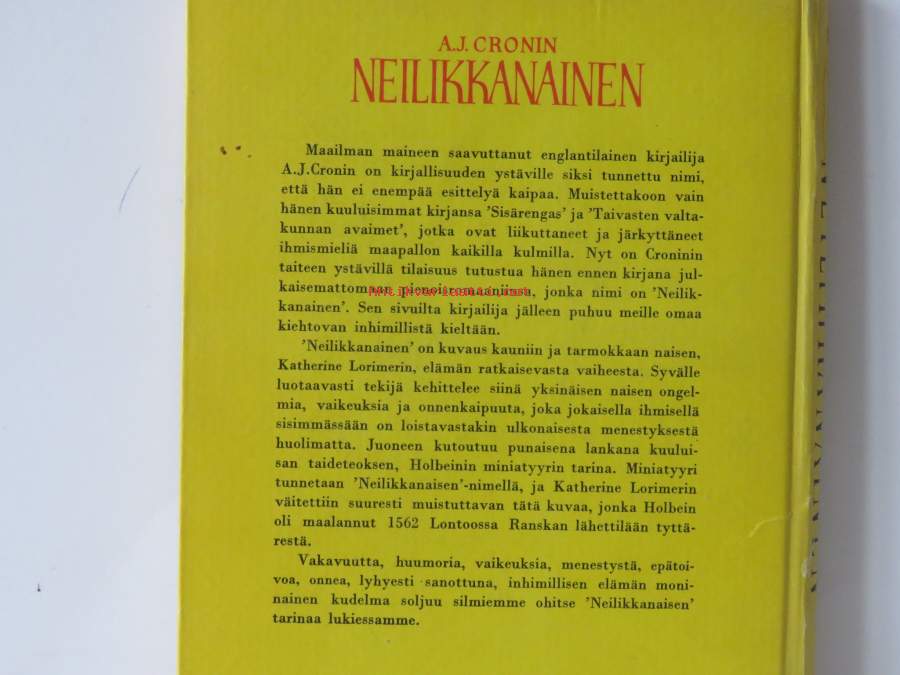 A.J. CRONIN
NEILIKKANAINEN
Maailman maineen saavuttanut englantilainen kirjailija
A.J.Cronin on kirjallisuuden ystäville siksi tunnettu nimi,
että hän ei enempää esittelyä kaipaa. Muistettakoon vain
hänen kuuluisimmat kirjansa 'Sisärengas' ja 'Taivasten valta-
kunnan avaimet', jotka ovat liikuttaneet ja järkyttäneet
ihmismieliä maapallon kaikilla kulmilla. Nyt on Croninin
taiteen ystävillä tilaisuus tutustua hänen ennen kirjana jul-
kaisemattomaan pienoisromaaniinsa, jonka nimi on 'Neilik-
kanainen'. Sen sivuilta kirjailija jälleen puhuu meille omaa
kiehtovan inhimillistä kieltään.
'Neilikkanainen' on kuvaus kauniin ja tarmokkaan naisen,
Katherine Lorimerin, elämän ratkaisevasta vaiheesta. Syvälle
luotaavasti tekijä kehittelee siinä yksinäisen naisen ongel-
mia, vaikeuksia ja onnenkaipuuta, joka jokaisella ihmisellä
sisimmässään on loistavastakin ulkonaisesta menestyksestä
huolimatta. Juoneen kutoutuu punaisena lankana kuului-
san taideteoksen, Holbeinin miniatyyrin tarina. Miniatyyri
tunnetaan 'Neilikkanaisen'-nimellä, ja Katherine Lorimerin
väitettiin suuresti muistuttavan tätä kuvaa, jonka Holbein
oli maalannut 1562 Lontoossa Ranskan lähettilään tyttä-
restä.
Vakavuutta, huumoria, vaikeuksia, menestystä, epätoi-
voa, onnea, lyhyesti sanottuna, inhimillisen elämän moni-
nainen kudelma soljuu silmiemme ohitse 'Neilikkanaisen'
tarinaa lukiessamme.